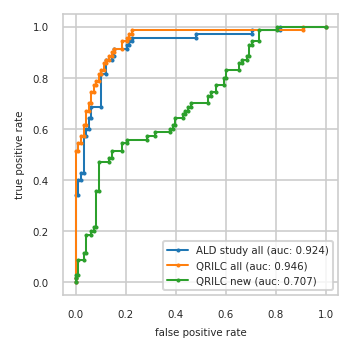 true positive rate
1.0
0.8
0.6
0.4
0.2
0.0
ALD study all (auc: 0.924)
QRILC all (auc: 0.946)
QRILC new (auc: 0.707)
0.0 0.2 0.4 0.6 0.8 1.0
false positive rate